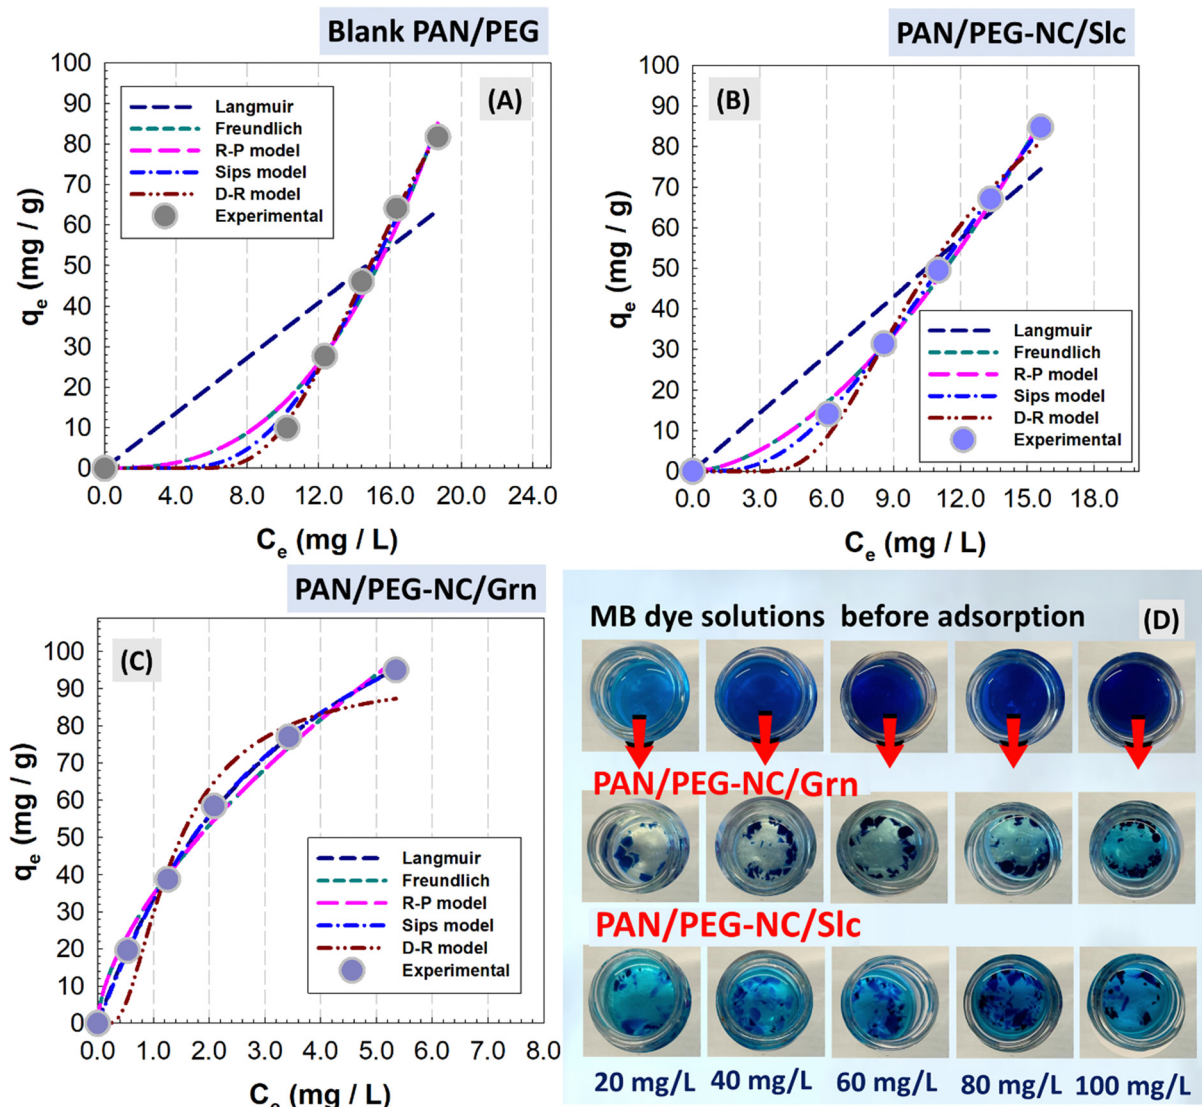 Blank PAN/PEG
(A)
100
90
80
70
60
50
40
30
20
10
0
qe (mg / g)
Langmuir
Freundlich
R-P model
Sips model
D-R model
Experimental
0.0 4.0 8.0 12.0 16.0 20.0 24.0
Ce (mg / L)
PAN/PEG-NC/Slc
(B)
100
90
80
70
60
50
40
30
20
10
0
qe (mg / g)
Langmuir
Freundlich
R-P model
Sips model
D-R model
Experimental
0.0 3.0 6.0 9.0 12.0 15.0 18.0
Ce (mg / L)
PAN/PEG-NC/Grn
(C)
100
90
80
70
60
50
40
30
20
10
0
qe (mg / g)
Langmuir
Freundlich
R-P model
Sips model
D-R model
Experimental
0.0 1.0 2.0 3.0 4.0 5.0 6.0 7.0 8.0
Ce (mg / L)
MB dye solutions before adsorption
(D)
PAN/PEG-NC/Grn
PAN/PEG-NC/Slc
20 mg/L 40 mg/L 60 mg/L 80 mg/L 100 mg/L